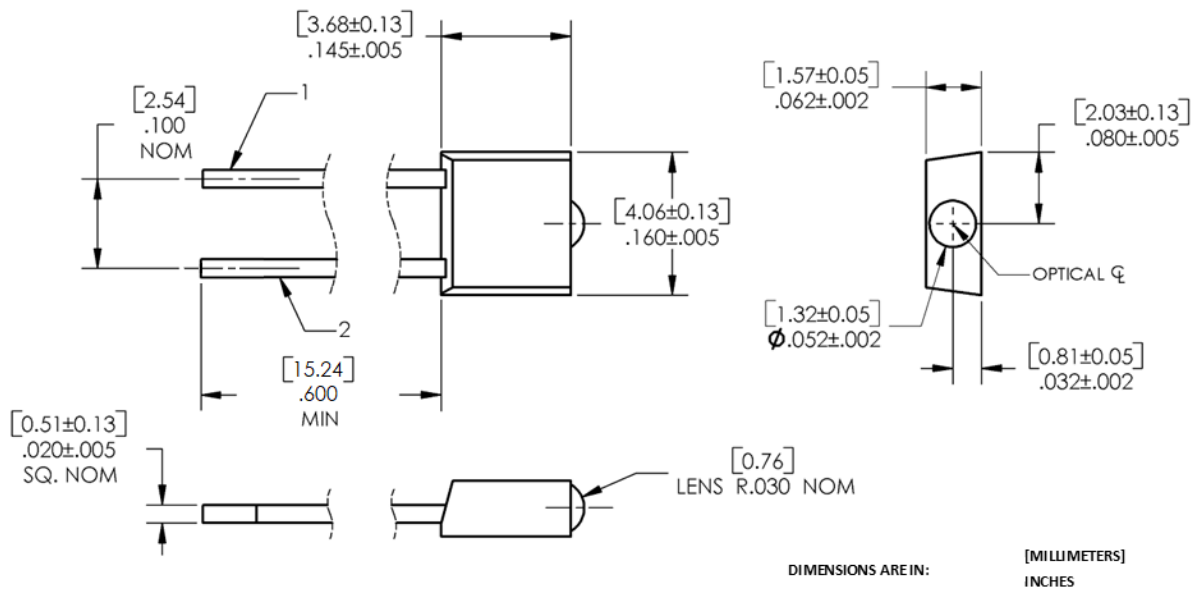 [3.68±0.13]
.145±.005
[2.54]
.100
NOM
1
[1.57±0.05]
.062±.002
[2.03±0.13]
.080±.005
[4.06±0.13]
.160±.005
OPTICAL ℄
2
[1.32±0.05]
Ø.052±.002
[15.24]
.600
MIN
[0.81±0.05]
.032±.002
[0.51±0.13]
.020±.005
SQ. NOM
[0.76]
LENS R.030 NOM
DIMENSIONS ARE IN:
[MILLIMETERS]
INCHES